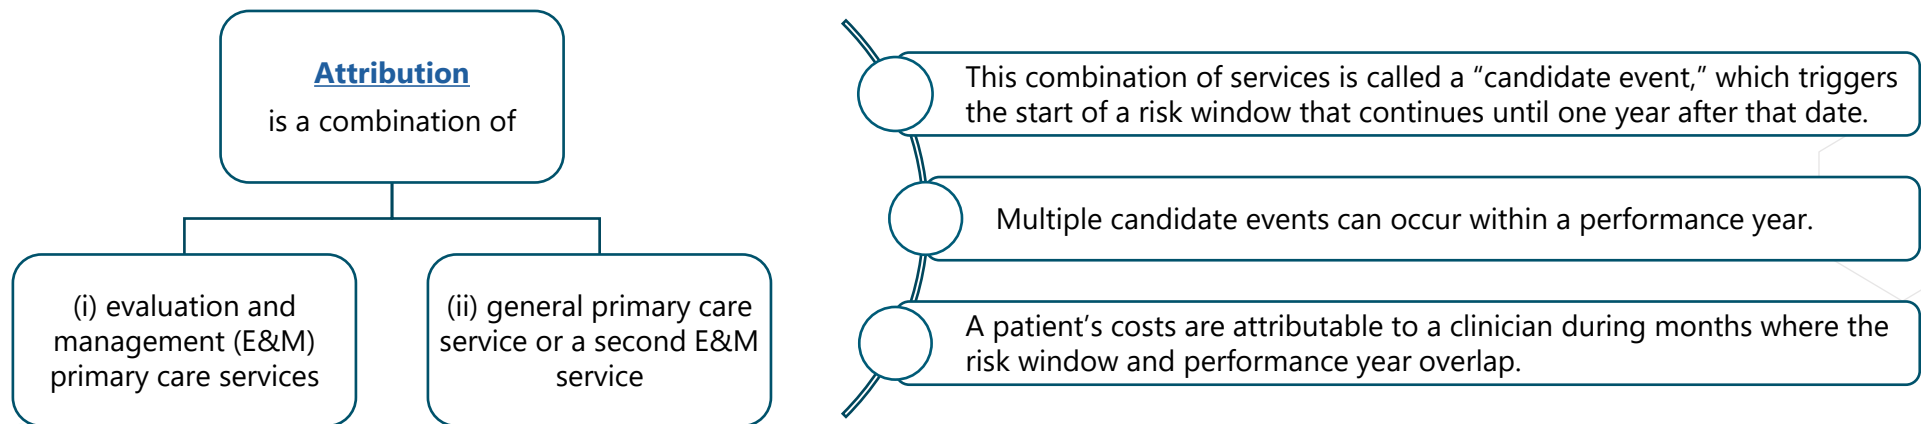 Attribution
is a combination of
(i) evaluation and
management (E&M)
primary care services
(ii) general primary care
service or a second E&M
service
This combination of services is called a “candidate event,” which triggers
the start of a risk window that continues until one year after that date.
Multiple candidate events can occur within a performance year.
A patient’s costs are attributable to a clinician during months where the
risk window and performance year overlap.